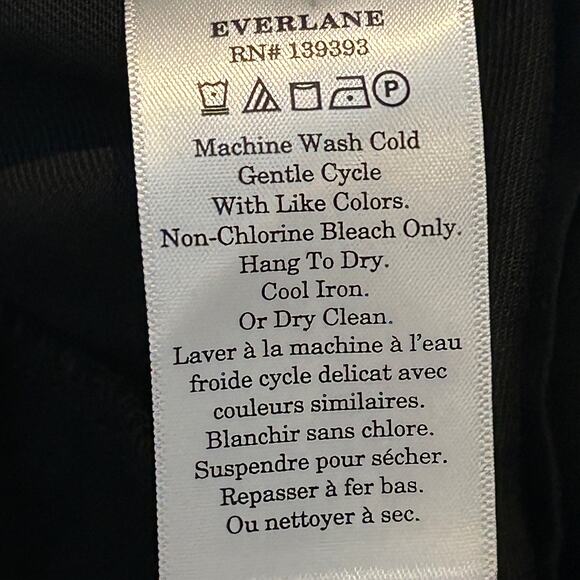 EVERLANE
RN# 139393
P
Machine Wash Cold
Gentle Cycle
With Like Colors.
Non-Chlorine Bleach Only.
Hang To Dry.
Cool Iron.
Or Dry Clean.
Laver à la machine à l'eau
froide cycle delicat avec
couleurs similaires.
Blanchir sans chlore.
Suspendre pour sécher.
Repasser à fer bas.
Ou nettoyer à sec.